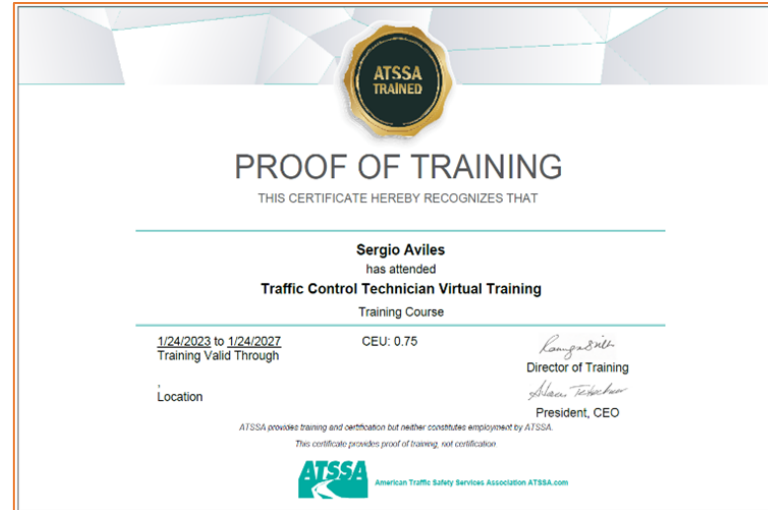 ATSSA
TRAINED
PROOF OF TRAINING
THIS CERTIFICATE HEREBY RECOGNIZES THAT
Sergio Aviles
has attended
Traffic Control Technician Virtual Training
Training Course
1/24/2023 to 1/24/2027
Training Valid Through
CEU: 0.75
Director of Training
,
Location
President, CEO
ATSSA provides training and certification but neither constitutes employment by ATSSA.
This certificate provides proof of training, not certification.
ATSSA
American Traffic Safety Services Association ATSSA.com